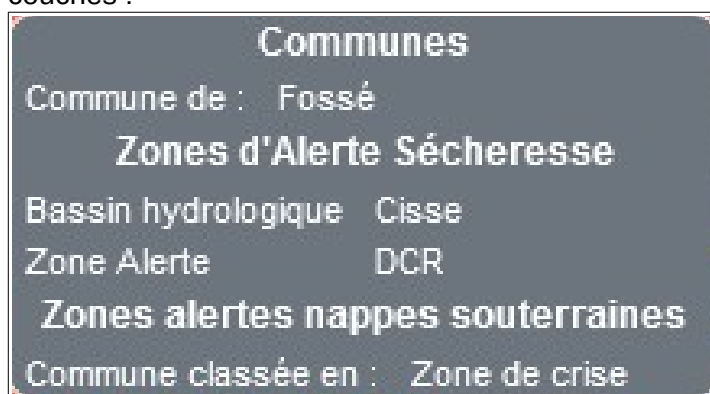 couches :
Communes
Commune de : Fossé
Zones d'Alerte Sécheresse
Bassin hydrologique Cisse
Zone Alerte DCR
Zones alertes nappes souterraines
Commune classée en : Zone de crise